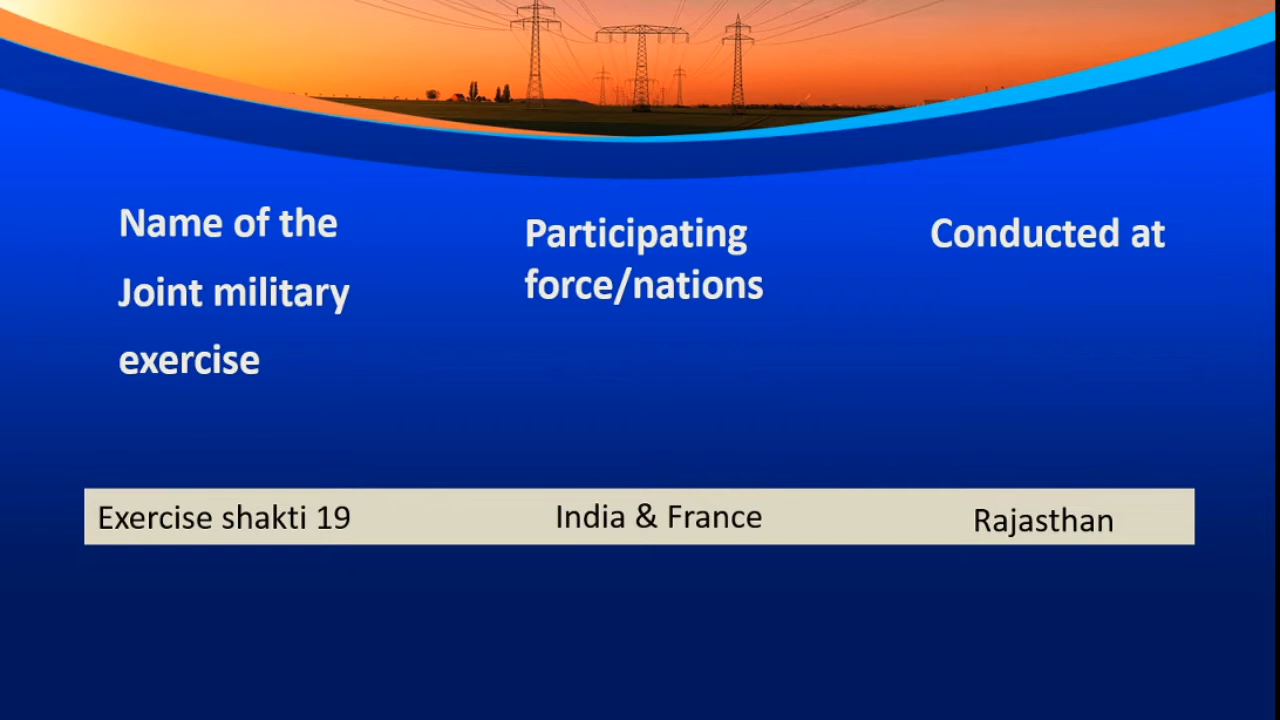 Name of the
Joint military
exercise
Participating
force/nations
Conducted at
Exercise shakti 19
India & France
Rajasthan